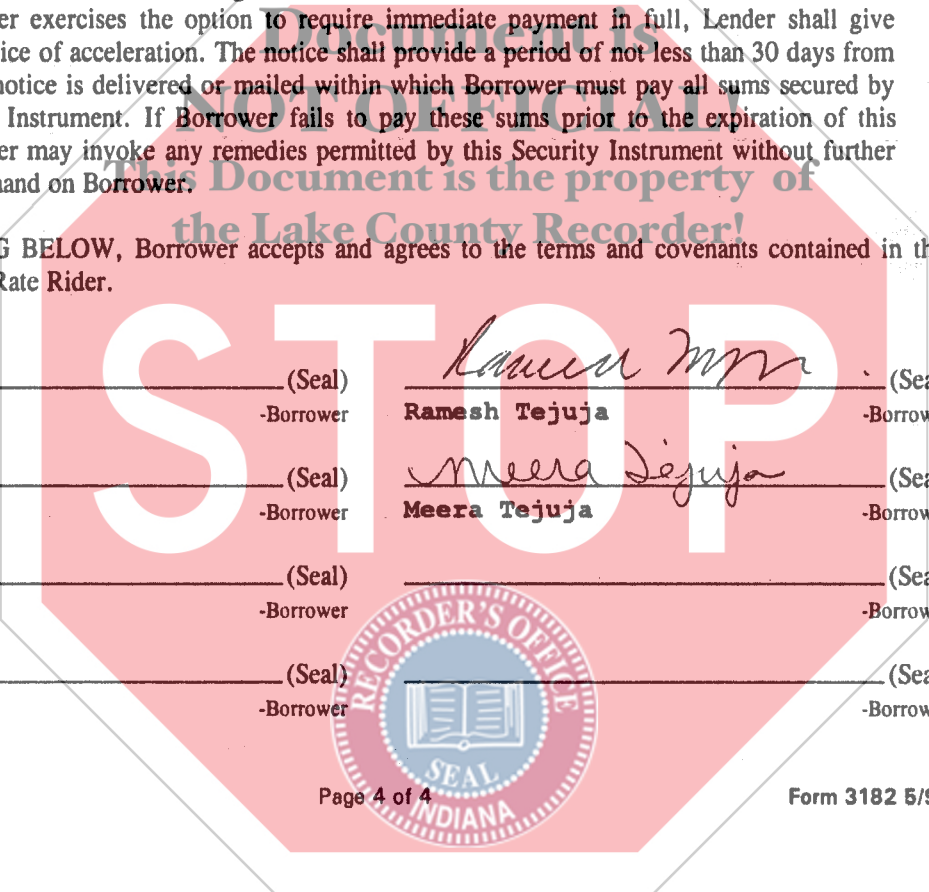 er exercises the option to require immediate payment in full, Lender shall give
ice of acceleration. The notice shall provide a period of not less than 30 days from
notice is delivered or mailed within which Borrower must pay all sums secured by
Instrument. If Borrower fails to pay these sums prior to the expiration of this
er may invoke any remedies permitted by this Security Instrument without further
and on Borrower.
Document is
NOT OFFICIAL
This Document is the property of
the Lake County Recorder!
G BELOW, Borrower accepts and agrees to the terms and covenants contained in th
Rate Rider.
STOP
(Seal) (Sea
-Borrower Ramesh Tejuja -Borrow
Meera Tejuja
(Seal) (Sea
-Borrower Meera Tejuja -Borrow
(Seal) (Sea
-Borrower -Borrow
(Seal) (Sea
-Borrower -Borrow
RECORDER'S OFFICE
SEAL
INDIANA
Page 4 of 4 Form 3182 5/9